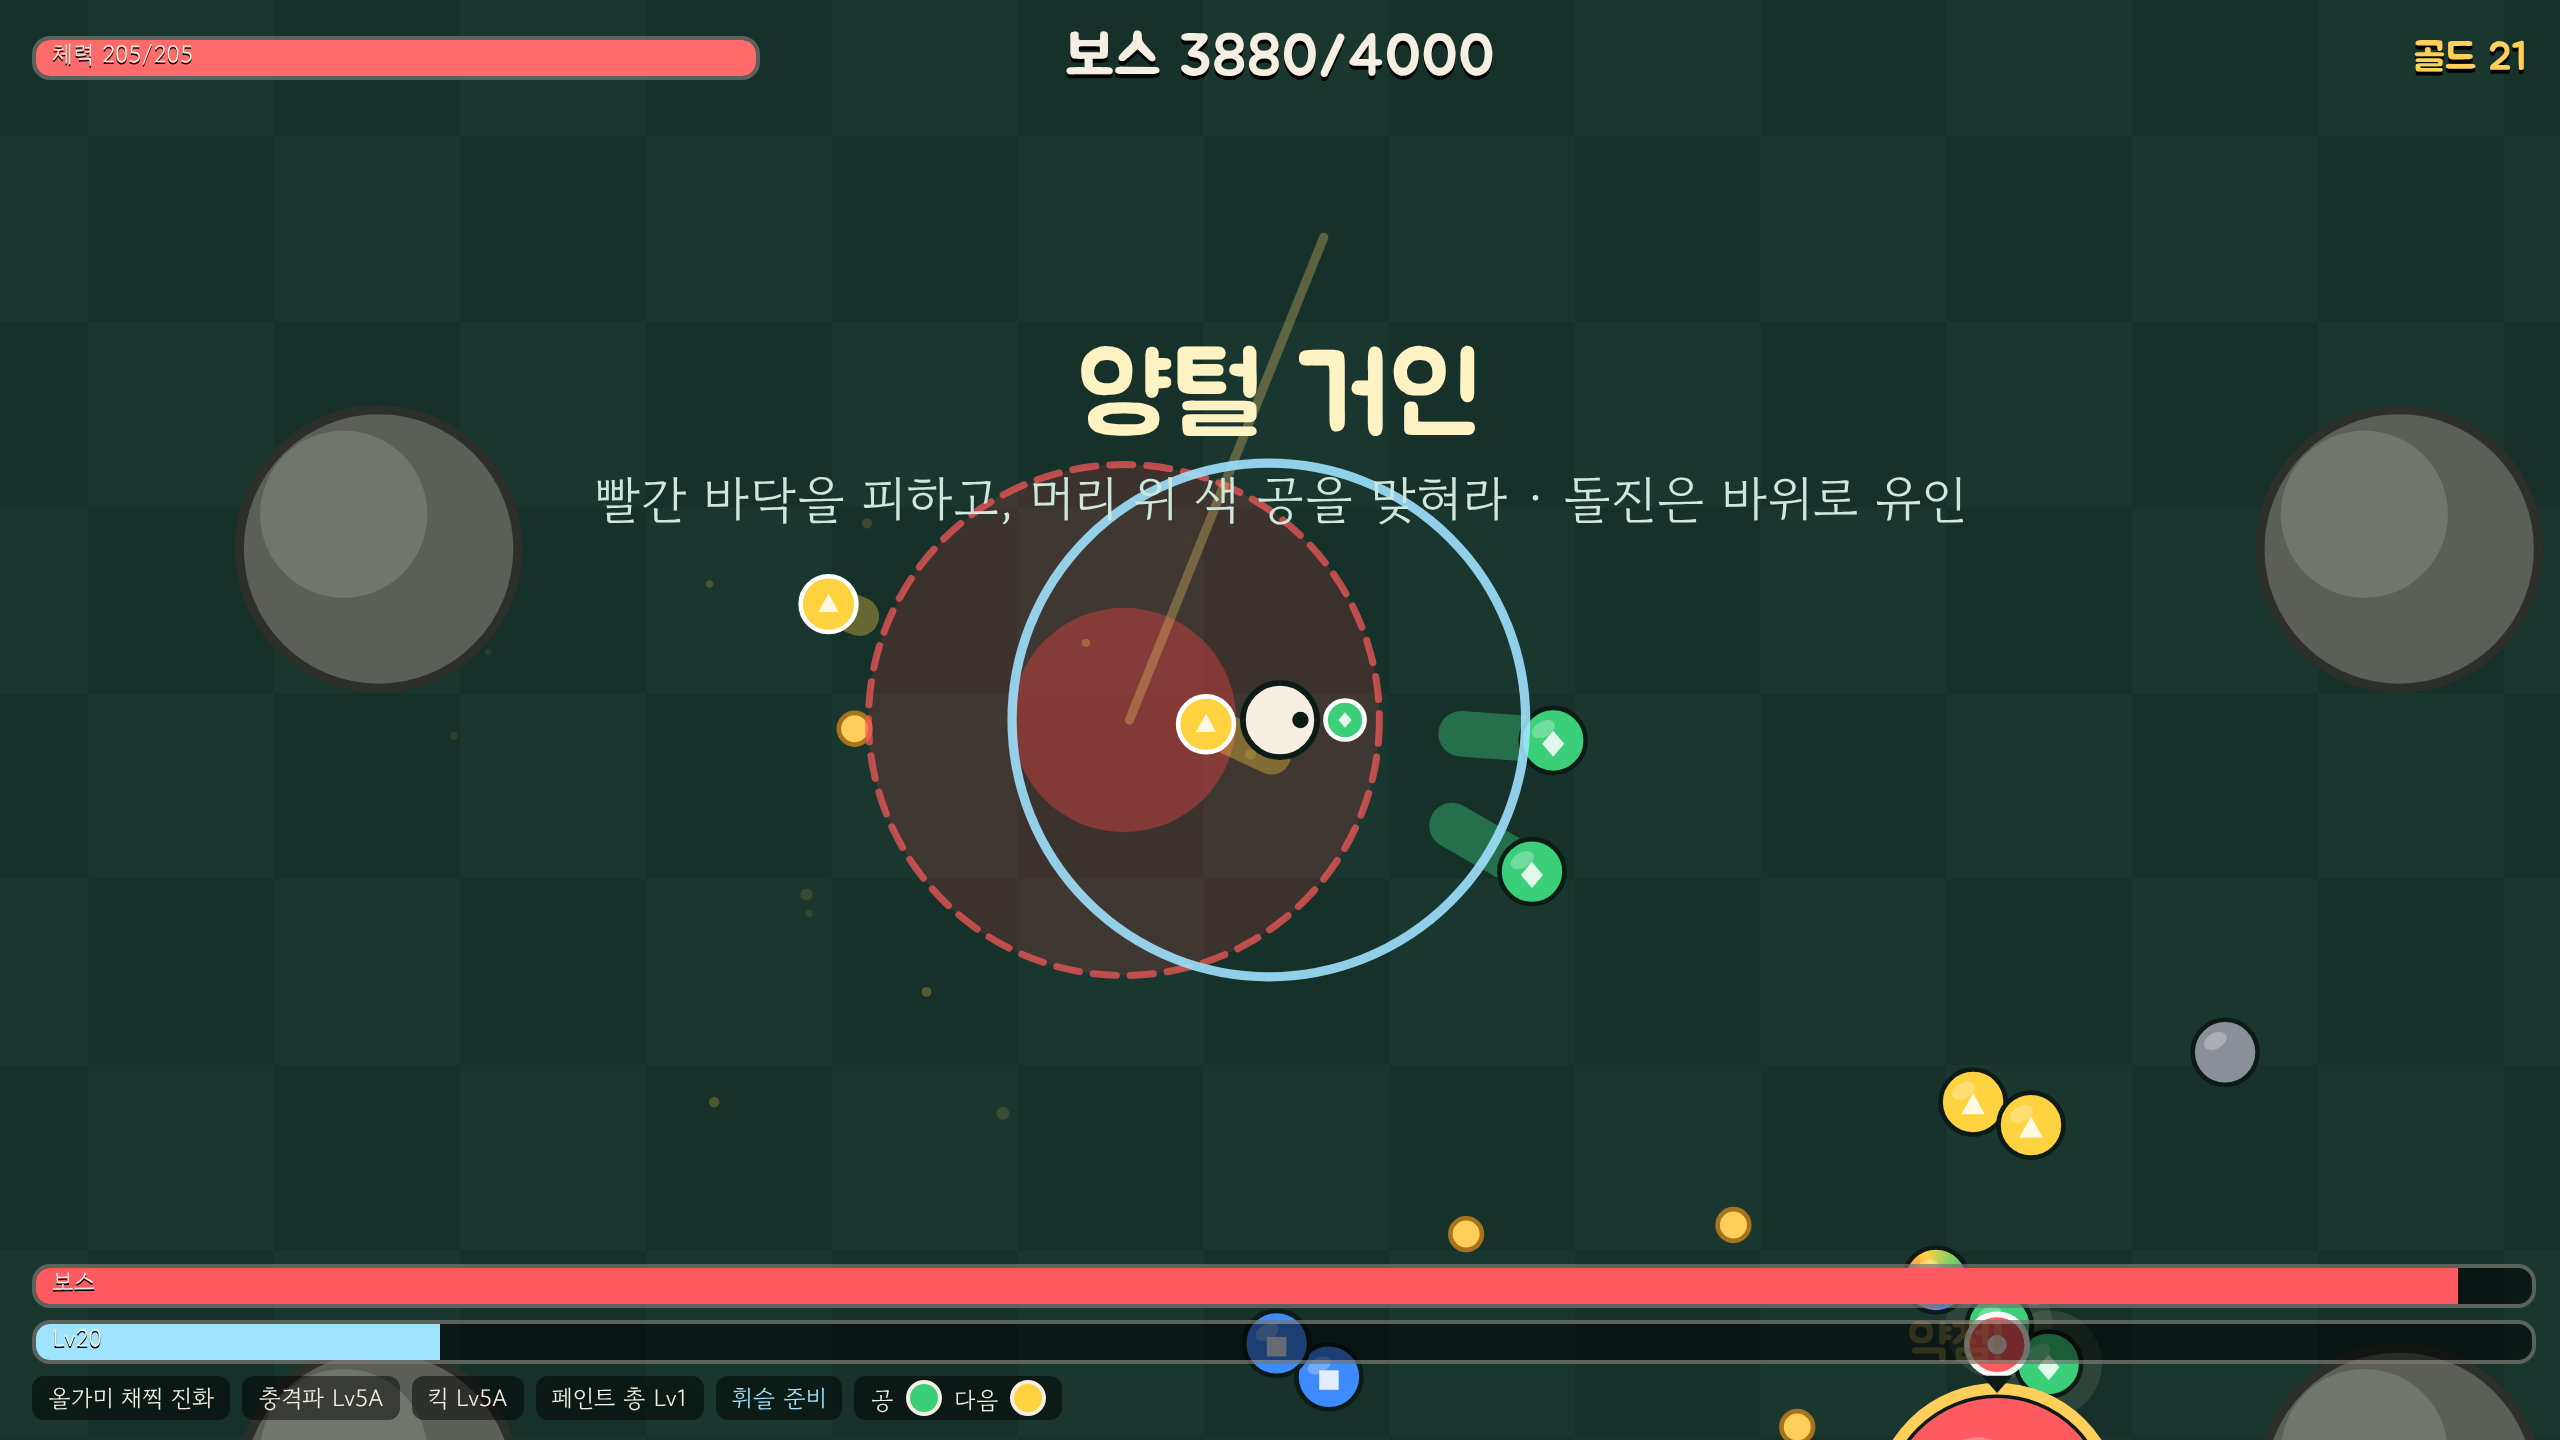 체력 205/205
보스 3880/4000
골드 21
양털 거인
빨간 바닥을 피하고, 머리 위 색 공을 맞혀라 · 돌진은 바위로 유인
보스
Lv20
올가미 채찍 진화
충격파 Lv5A
킥 Lv5A
페인트 총 Lv1
휘슬 준비
공
다음